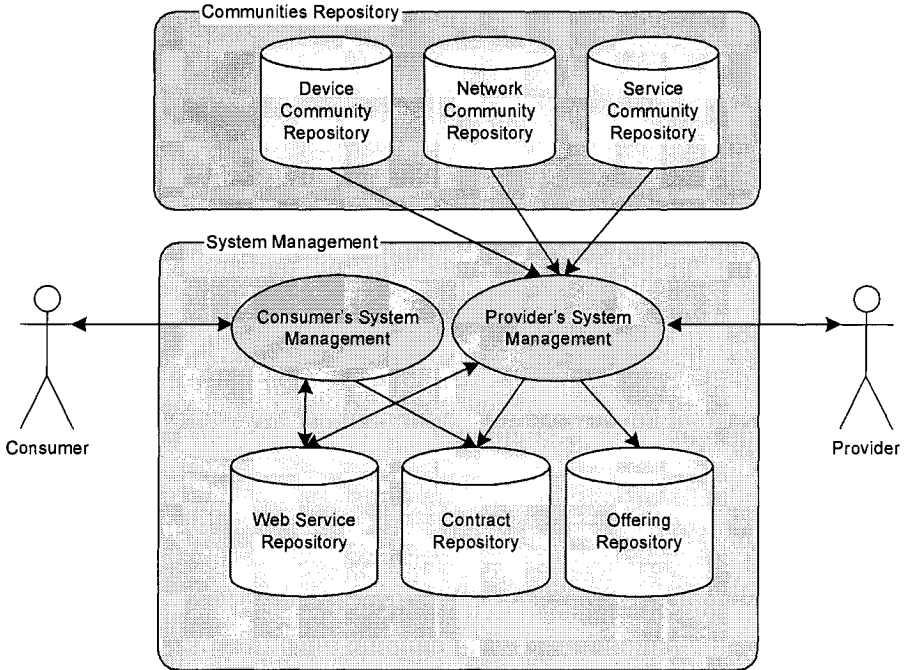 Communities Repository
Device
Community
Repository
Network
Community
Repository
Service
Community
Repository
System Management
Consumer's System
Management
Provider's System
Management
Consumer
Provider
Web Service
Repository
Contract
Repository
Offering
Repository